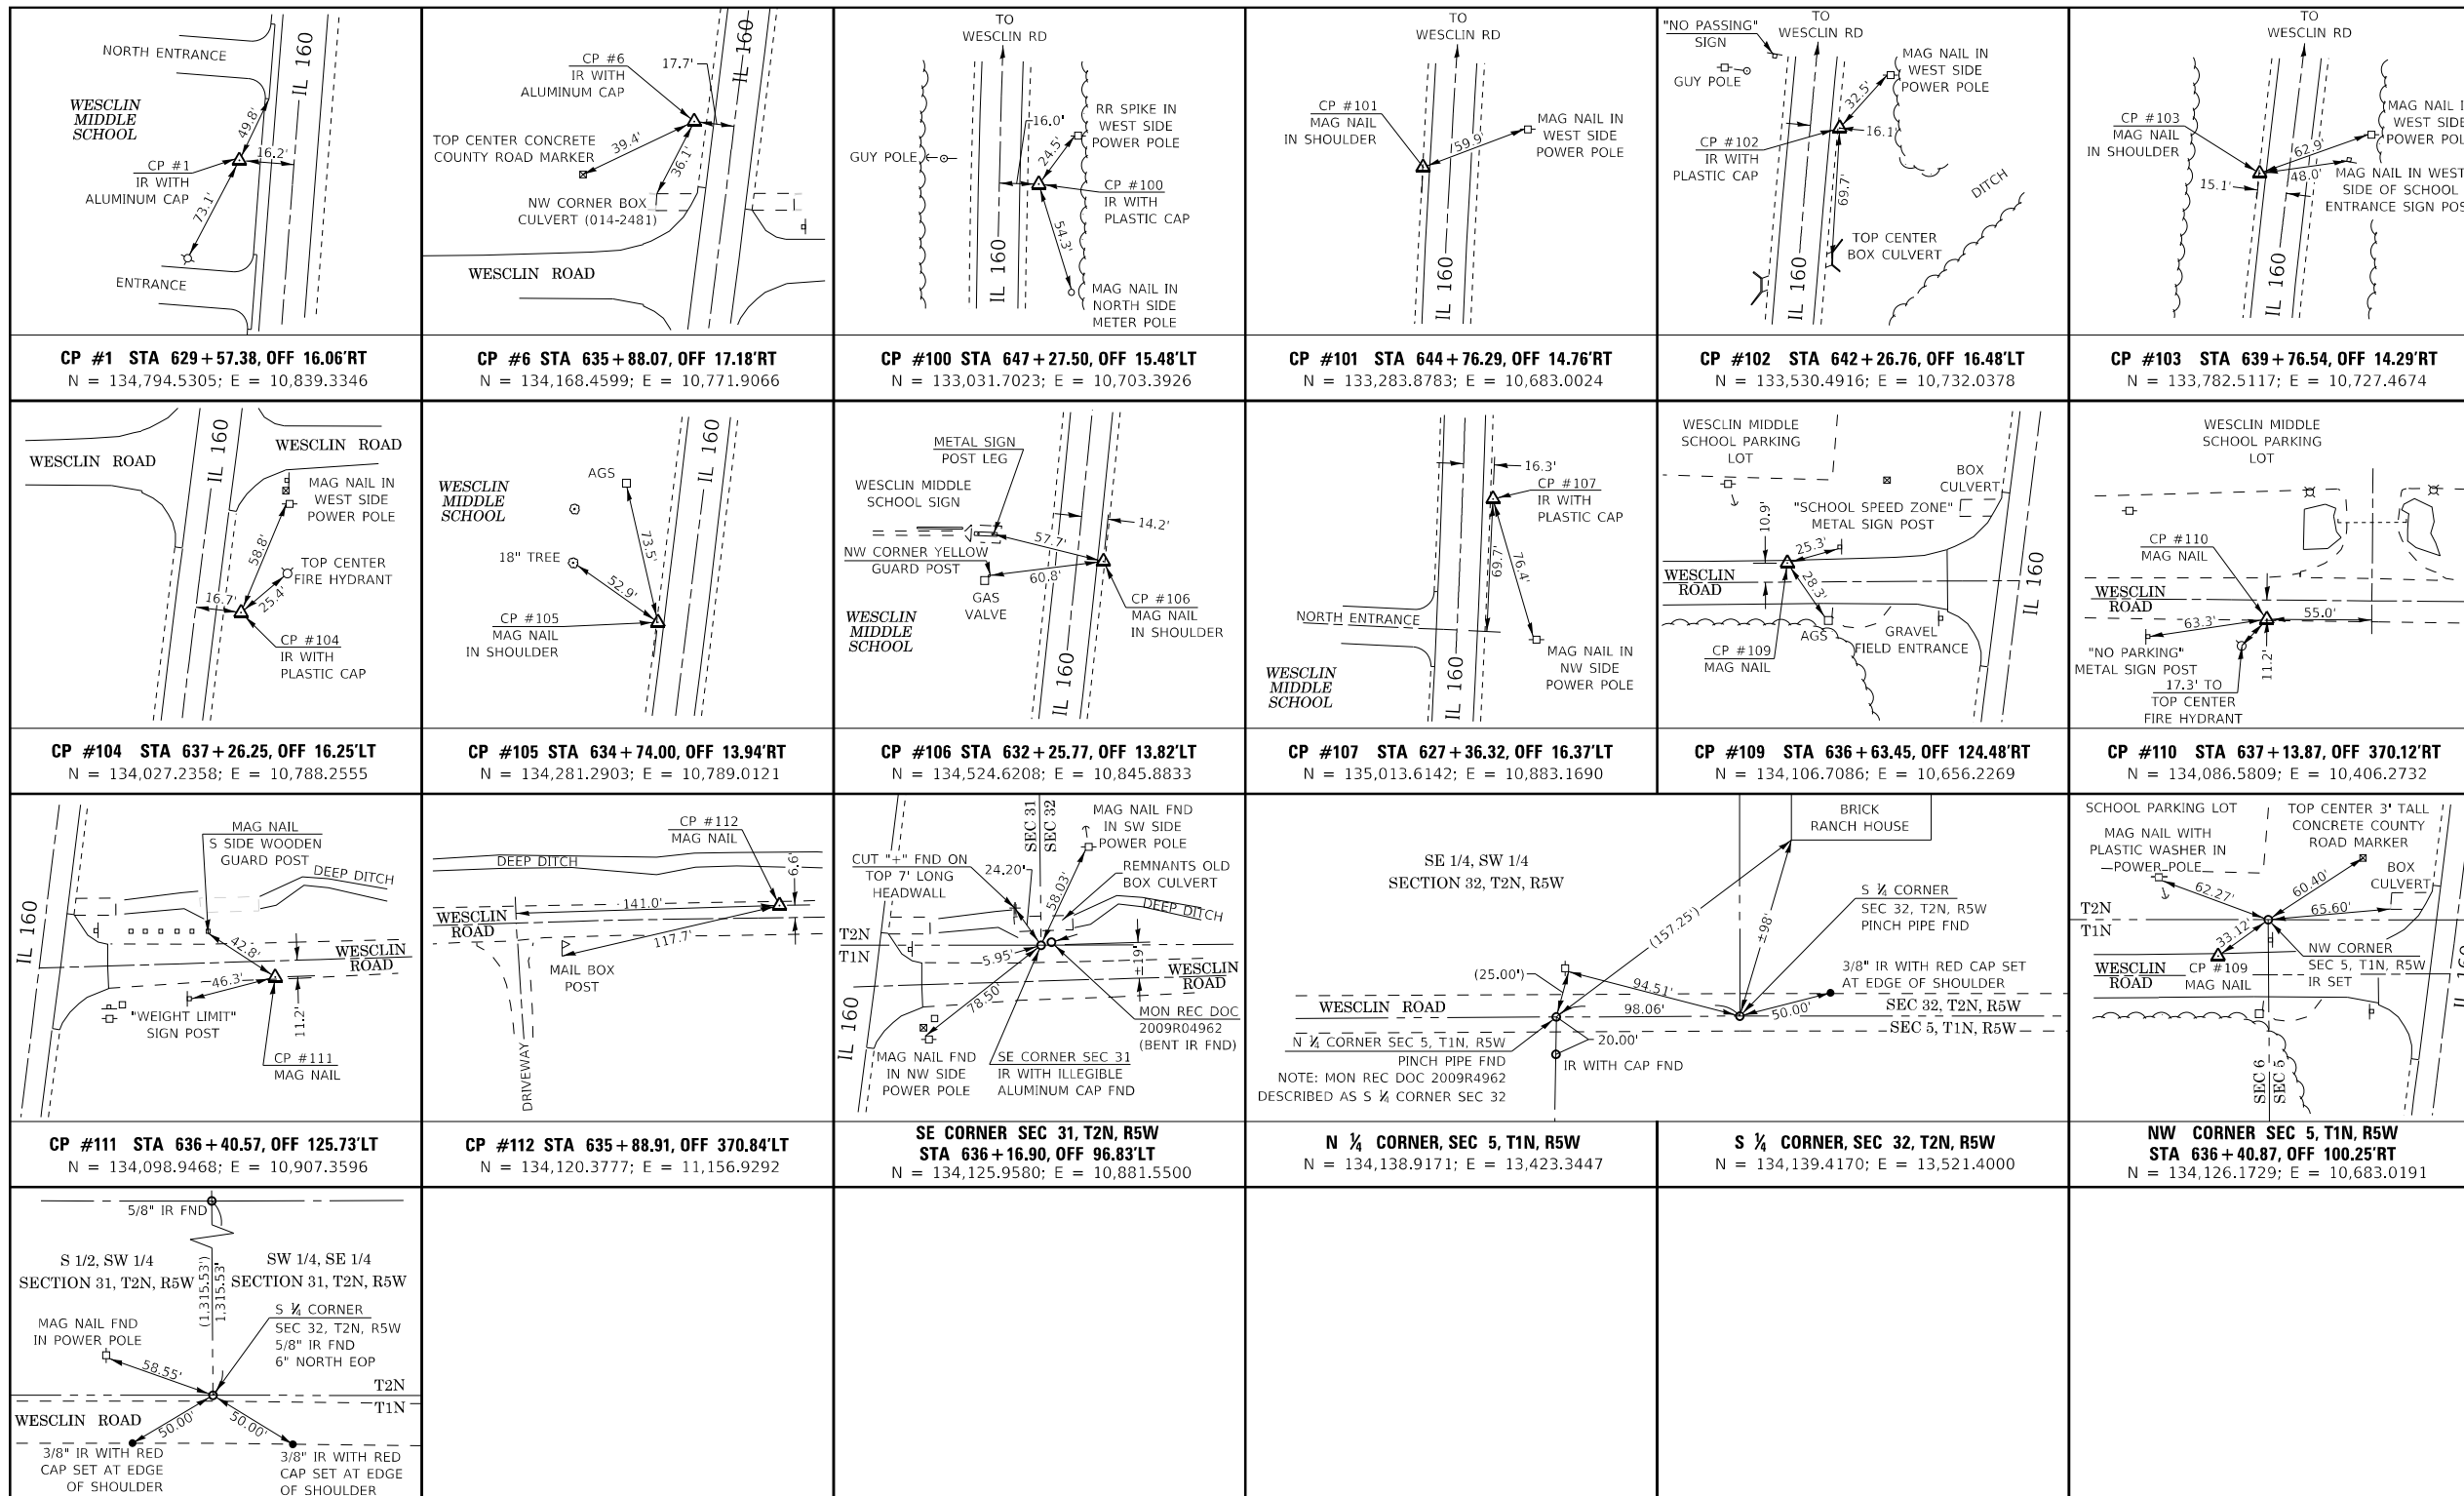 NORTH ENTRANCE
IL 160
WESCLIN
MIDDLE
SCHOOL
49.8'
16.2'
CP #1
IR WITH
ALUMINUM CAP
73.1'
ENTRANCE
CP #1 STA 629+57.38, OFF 16.06'RT
N = 134,794.5305; E = 10,839.3346
CP #6
IR WITH
ALUMINUM CAP
17.7'
IL 160
TOP CENTER CONCRETE
COUNTY ROAD MARKER
39.4'
36.1'
NW CORNER BOX
CULVERT (014-2481)
WESCLIN ROAD
CP #6 STA 635+88.07, OFF 17.18'RT
N = 134,168.4599; E = 10,771.9066
TO
WESCLIN RD
RR SPIKE IN
WEST SIDE
POWER POLE
16.0'
24.5'
GUY POLE
CP #100
IR WITH
PLASTIC CAP
54.3'
IL 160
MAG NAIL IN
NORTH SIDE
METER POLE
CP #100 STA 647+27.50, OFF 15.48'LT
N = 133,031.7023; E = 10,703.3926
TO
WESCLIN RD
CP #101
MAG NAIL
IN SHOULDER
59.9'
MAG NAIL IN
WEST SIDE
POWER POLE
IL 160
CP #101 STA 644+76.29, OFF 14.76'RT
N = 133,283.8783; E = 10,683.0024
"NO PASSING"
SIGN
TO
WESCLIN RD
GUY POLE
MAG NAIL IN
WEST SIDE
POWER POLE
32.5'
CP #102
IR WITH
PLASTIC CAP
16.1'
69.7'
DITCH
TOP CENTER
BOX CULVERT
IL 160
CP #102 STA 642+26.76, OFF 16.48'LT
N = 133,530.4916; E = 10,732.0378
TO
WESCLIN RD
CP #103
MAG NAIL
IN SHOULDER
MAG NAIL
WEST SIDE
62.9'
15.1'
48.0'
MAG NAIL IN WEST
SIDE OF SCHOOL
ENTRANCE SIGN
IL 160
CP #103 STA 639+76.54, OFF 14.29'RT
N = 133,782.5117; E = 10,727.4674
WESCLIN ROAD
IL 160
WESCLIN ROAD
MAG NAIL IN
WEST SIDE
POWER POLE
58.8'
TOP CENTER
FIRE HYDRANT
16.7'
25.4'
CP #104
IR WITH
PLASTIC CAP
CP #104 STA 637+26.25, OFF 16.25'LT
N = 134,027.2358; E = 10,788.2555
WESCLIN
MIDDLE
SCHOOL
AGS
IL 160
73.5'
18" TREE
52.9'
CP #105
MAG NAIL
IN SHOULDER
CP #105 STA 634+74.00, OFF 13.94'RT
N = 134,281.2903; E = 10,789.0121
METAL SIGN
POST LEG
WESCLIN MIDDLE
SCHOOL SIGN
14.2'
57.7'
NW CORNER YELLOW
GUARD POST
60.8'
GAS
VALVE
CP #106
MAG NAIL
IN SHOULDER
WESCLIN
MIDDLE
SCHOOL
IL 160
CP #106 STA 632+25.77, OFF 13.82'LT
N = 134,524.6208; E = 10,845.8833
16.3'
CP #107
IR WITH
PLASTIC CAP
69.7'
76.4'
NORTH ENTRANCE
WESCLIN
MIDDLE
SCHOOL
IL 160
MAG NAIL IN
NW SIDE
POWER POLE
CP #107 STA 627+36.32, OFF 16.37'LT
N = 135,013.6142; E = 10,883.1690
WESCLIN MIDDLE
SCHOOL PARKING
LOT
BOX
CULVERT
10.9'
"SCHOOL SPEED ZONE"
METAL SIGN POST
25.3'
WESCLIN
ROAD
28.3'
IL 160
AGS
GRAVEL
FIELD ENTRANCE
CP #109
MAG NAIL
CP #109 STA 636+63.45, OFF 124.48'RT
N = 134,106.7086; E = 10,656.2269
WESCLIN MIDDLE
SCHOOL PARKING
LOT
CP #110
MAG NAIL
WESCLIN
ROAD
63.3'
55.0'
"NO PARKING"
METAL SIGN POST
11.2'
17.3' TO
TOP CENTER
FIRE HYDRANT
CP #110 STA 637+13.87, OFF 370.12'RT
N = 134,086.5809; E = 10,406.2732
MAG NAIL
S SIDE WOODEN
GUARD POST
DEEP DITCH
IL 160
42.8'
WESCLIN
ROAD
46.3'
"WEIGHT LIMIT"
SIGN POST
11.2'
CP #111
MAG NAIL
CP #111 STA 636+40.57, OFF 125.73'LT
N = 134,098.9468; E = 10,907.3596
CP #112
MAG NAIL
DEEP DITCH
6.6'
141.0'
WESCLIN
ROAD
117.7'
MAIL BOX
POST
DRIVEWAY
CP #112 STA 635+88.91, OFF 370.84'LT
N = 134,120.3777; E = 11,156.9292
SEC 31
SEC 32
MAG NAIL FND
IN SW SIDE
POWER POLE
CUT "+" FND ON
TOP 7' LONG
HEADWALL
24.20'
58.03'
REMNANTS OLD
BOX CULVERT
DEEP DITCH
T2N
T1N
5.95'
±19'
WESCLIN
ROAD
78.50'
IL 160
MON REC DOC
2009R04962
(BENT IR FND)
MAG NAIL FND
IN NW SIDE
POWER POLE
SE CORNER SEC 31
IR WITH ILLEGIBLE
ALUMINUM CAP FND
SE CORNER SEC 31, T2N, R5W
STA 636+16.90, OFF 96.83'LT
N = 134,125.9580; E = 10,881.5500
BRICK
RANCH HOUSE
SE 1/4, SW 1/4
SECTION 32, T2N, R5W
(157.25')
±98'
S ¼ CORNER
SEC 32, T2N, R5W
PINCH PIPE FND
(25.00')
94.51'
3/8" IR WITH RED CAP SET
AT EDGE OF SHOULDER
WESCLIN ROAD
98.06'
50.00'
SEC 32, T2N, R5W
SEC 5, T1N, R5W
N ¼ CORNER SEC 5, T1N, R5W
PINCH PIPE FND
20.00'
IR WITH CAP FND
NOTE: MON REC DOC 2009R4962
DESCRIBED AS S ¼ CORNER SEC 32
N ¼ CORNER, SEC 5, T1N, R5W
N = 134,138.9171; E = 13,423.3447
S ¼ CORNER, SEC 32, T2N, R5W
N = 134,139.4170; E = 13,521.4000
SCHOOL PARKING LOT
MAG NAIL WITH
PLASTIC WASHER IN
POWER POLE
TOP CENTER 3' TALL
CONCRETE COUNTY
ROAD MARKER
BOX
CULVERT
62.27'
60.40'
65.60'
T2N
T1N
33.12'
WESCLIN
ROAD
CP #109
MAG NAIL
NW CORNER
SEC 5, T1N, R5W
IR SET
SEC 6
SEC 5
NW CORNER SEC 5, T1N, R5W
STA 636+40.87, OFF 100.25'RT
N = 134,126.1729; E = 10,683.0191
5/8" IR FND
S 1/2, SW 1/4
SECTION 31, T2N, R5W
(1,315.53')
1,315.53'
SW 1/4, SE 1/4
SECTION 31, T2N, R5W
MAG NAIL FND
IN POWER POLE
S ¼ CORNER
SEC 32, T2N, R5W
5/8" IR FND
6" NORTH EOP
58.55'
T2N
T1N
WESCLIN ROAD
50.00'
50.00'
3/8" IR WITH RED
CAP SET AT EDGE
OF SHOULDER
3/8" IR WITH RED
CAP SET AT EDGE
OF SHOULDER